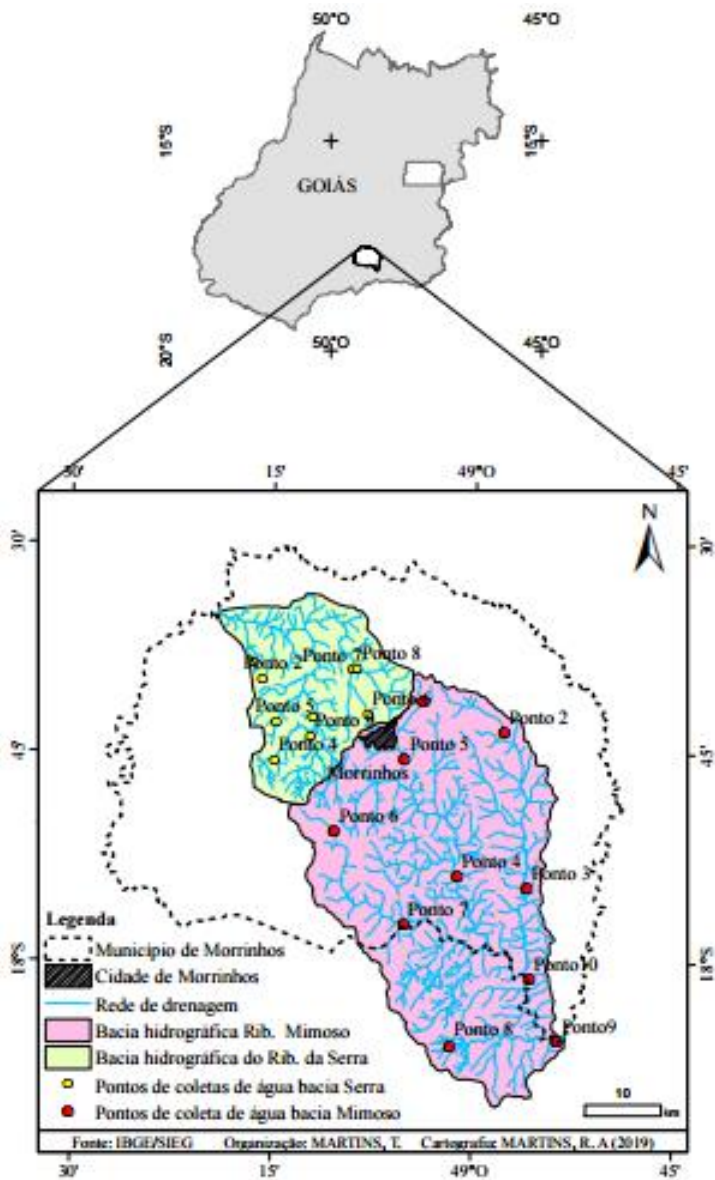 50°O 45°O
15°S 15°S
GOIÁS
20°S 50°O 45°O
30' 15' 49°O 45'
N
30' 30'
Ponto 2 Ponto 7 Ponto 8
Ponto 5 Ponto
Ponto 2
45' Ponto 4 Ponto 5 45'
Morrinhos
Ponto 6
Ponto 4 Ponto 3
Legenda
Ponto 7
Município de Morrinhos
18°S Cidade de Morrinhos Ponto10 18°S
Rede de drenagem
Bacia hidrográfica Rib. Mimoso
Ponto 8 Ponto9
Bacia hidrográfica do Rib. da Serra
Pontos de coletas de água bacia Serra
Pontos de coleta de água bacia Mimoso
10 km
Fonte: IBGE/SIEG Organização: MARTINS, T. Cartografia: MARTINS, R. A (2019)
30' 15' 49°O 45'